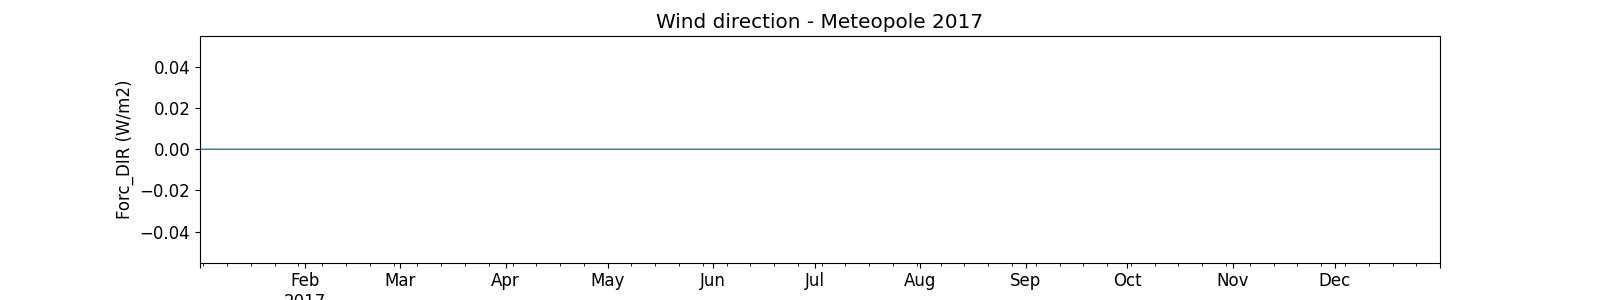 Wind direction - Meteopole 2017
Forc_DIR (W/m2)
0.04
0.02
0.00
−0.02
−0.04
Feb Mar Apr May Jun Jul Aug Sep Oct Nov Dec
2017